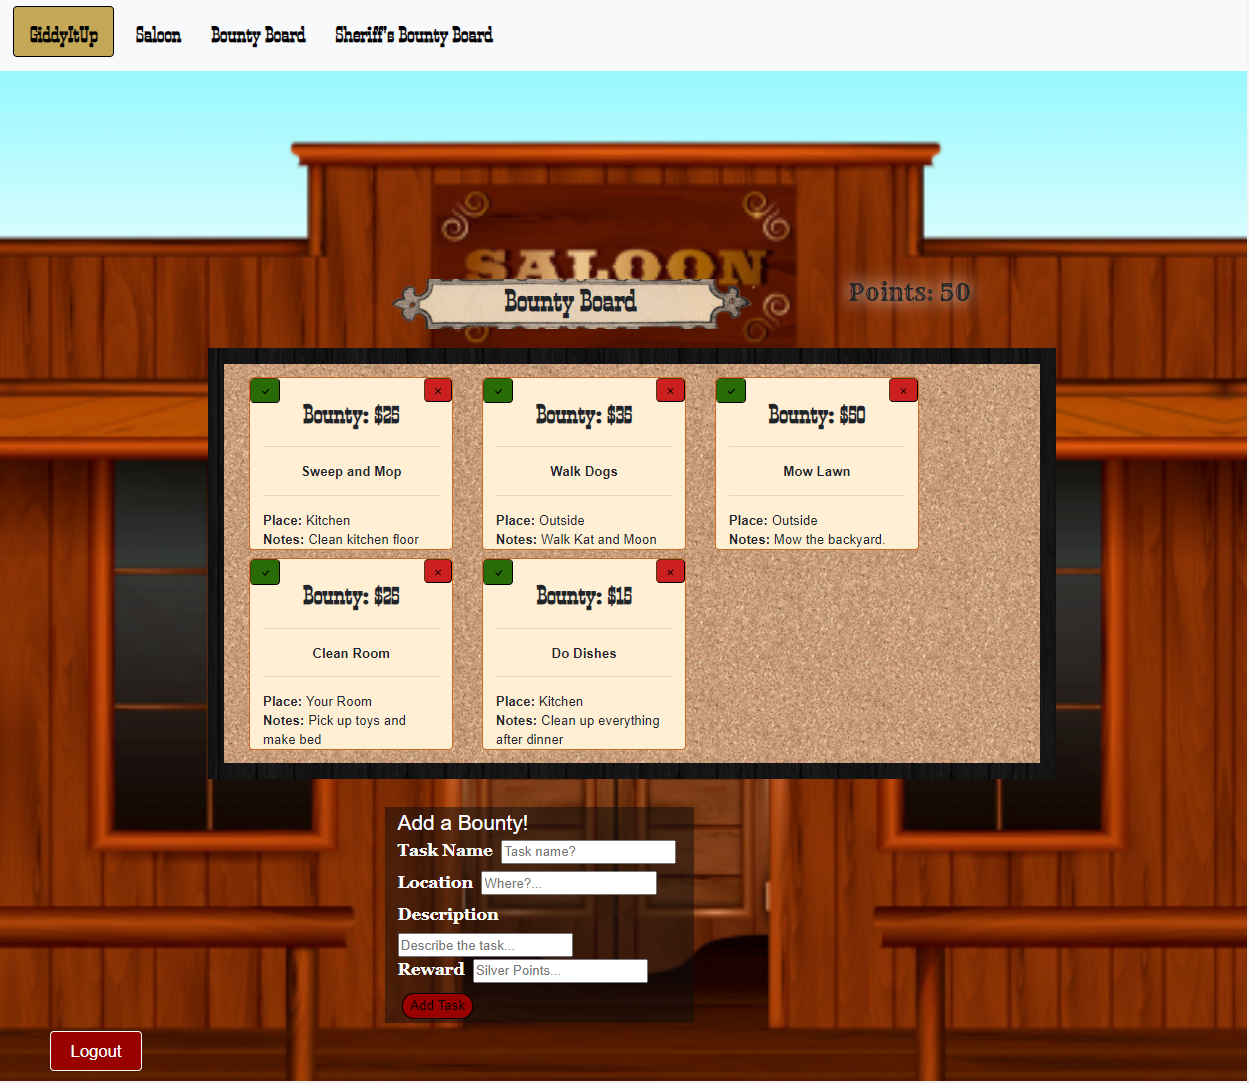 GiddyItUp Saloon Bounty Board Sheriff's Bounty Board
SALOON
Bounty Board
Points: 50
Bounty: $25
Sweep and Mop
Place: Kitchen
Notes: Clean kitchen floor
Bounty: $35
Walk Dogs
Place: Outside
Notes: Walk Kat and Moon
Bounty: $50
Mow Lawn
Place: Outside
Notes: Mow the backyard.
Bounty: $25
Clean Room
Place: Your Room
Notes: Pick up toys and
make bed
Bounty: $15
Do Dishes
Place: Kitchen
Notes: Clean up everything
after dinner
Add a Bounty!
Task Name Task name?
Location Where?...
Description
Describe the task...
Reward Silver Points...
Add Task
Logout